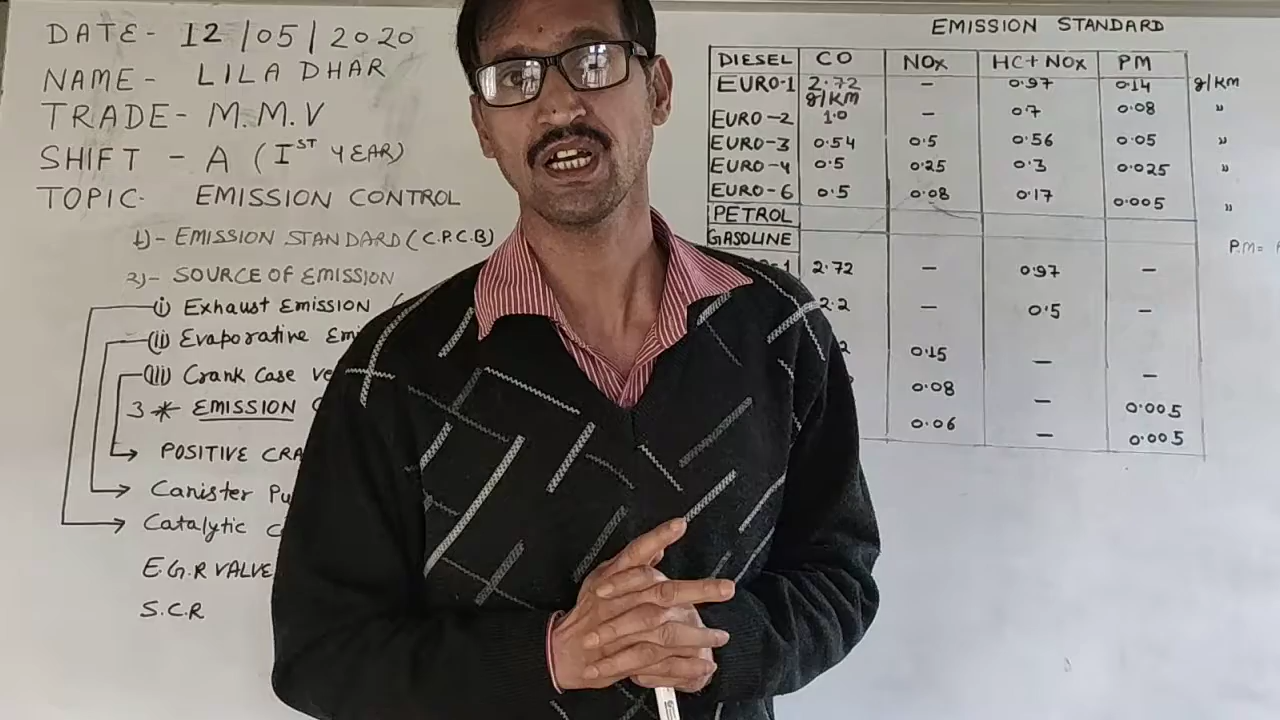 DATE- 12/05/2020
NAME- LILA DHAR
TRADE- M.M.V
SHIFT - A (IST YEAR)
TOPIC- EMISSION CONTROL
1)- EMISSION STANDARD (C.P.C.B)
2)- SOURCE OF EMISSION
(i) Exhaust EMISSION
(ii) Evaporative Emi
(iii) Crank Case Ve
3 * EMISSION
POSITIVE CRA
Canister Pu
Catalytic C
E.G.R VALVE
S.C.R
EMISSION STANDARD
DIESEL CO NOx HC+NOx PM
EURO-1 2.72 g/KM - 0.97 0.14 g/KM
EURO-2 1.0 - 0.7 0.08 "
EURO-3 0.54 0.5 0.56 0.05 "
EURO-4 0.5 0.25 0.3 0.025 "
EURO-6 0.5 0.08 0.17 0.005 "
PETROL
GASOLINE
-1 2.72 - 0.97 -
2.2 - 0.5 -
0.15 - -
0.08 - 0.005
0.06 - 0.005
P.M=